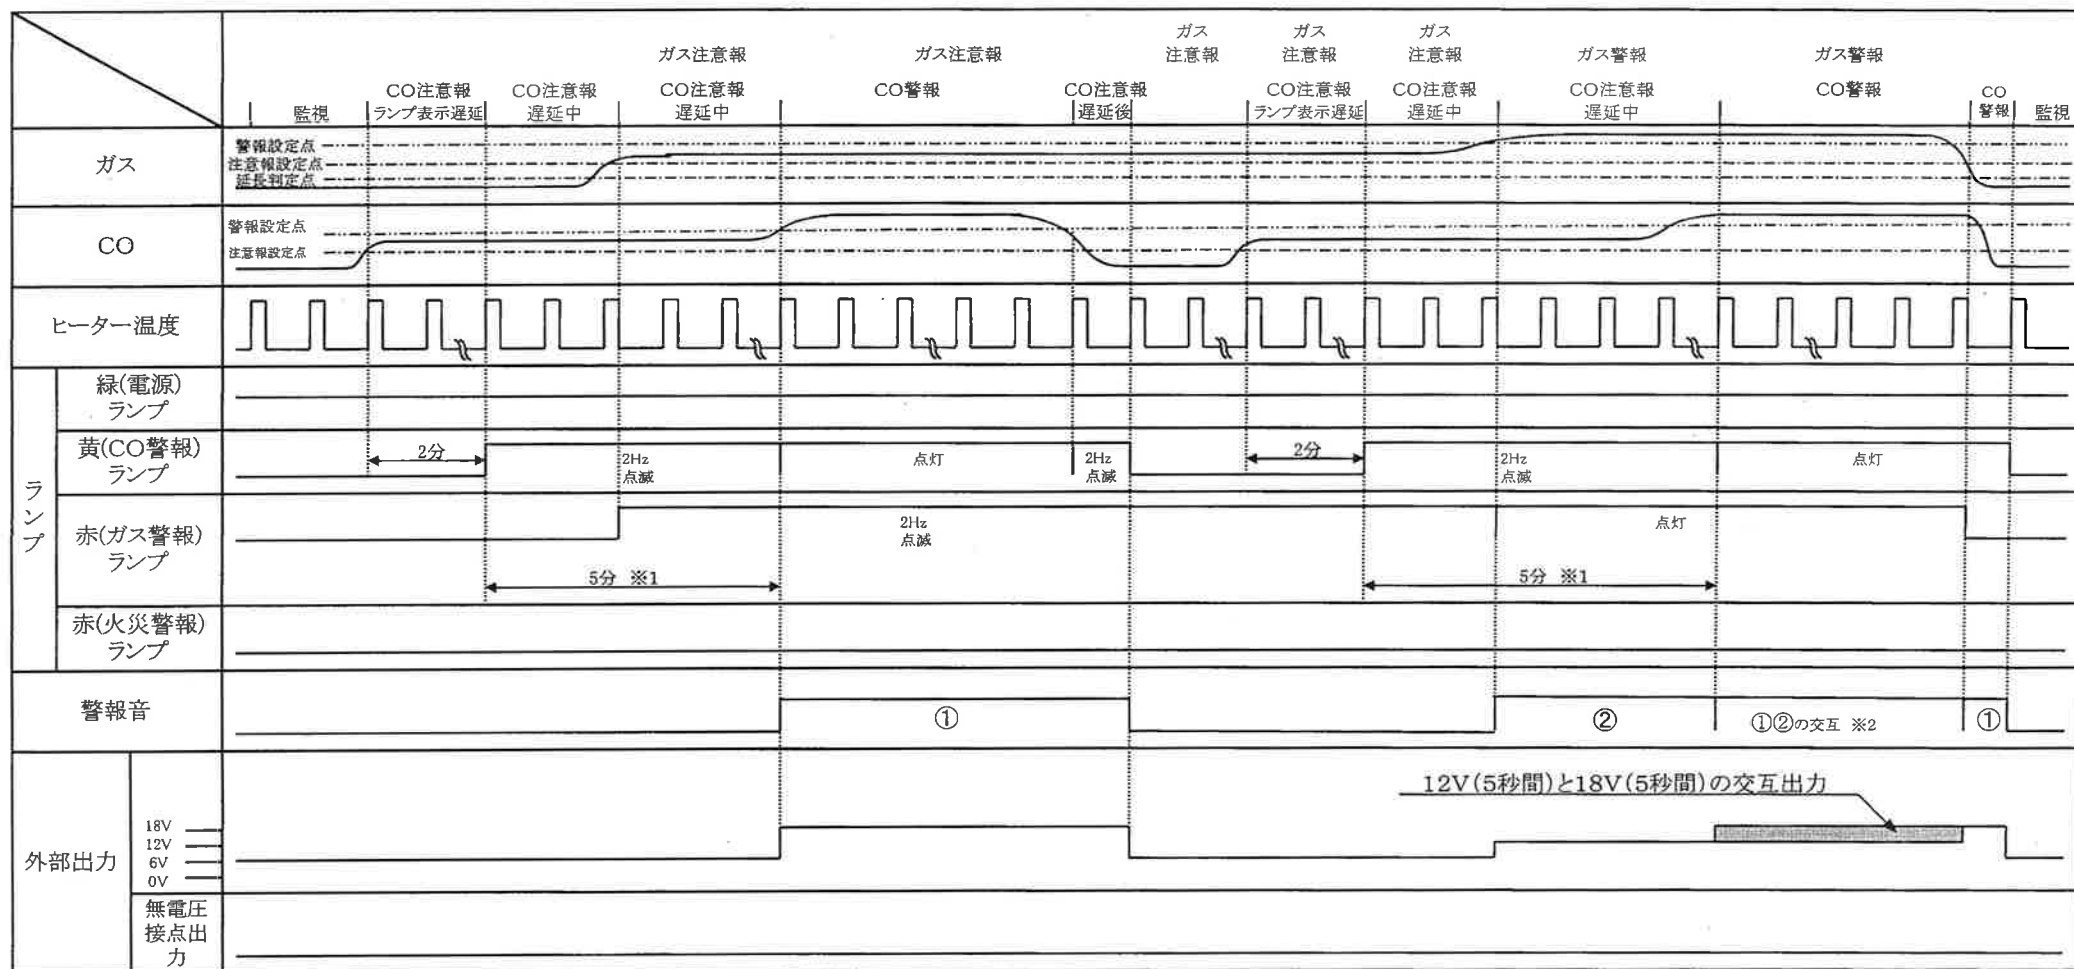 ガス ガス ガス
ガス注意報 ガス注意報 注意報 注意報 注意報 ガス警報 ガス警報
CO注意報 CO注意報 CO注意報 CO警報 CO注意報 CO注意報 CO注意報 CO注意報 CO警報 CO
監視 ランプ表示遅延 遅延中 遅延中 遅延後 ランプ表示遅延 遅延中 遅延中 警報 監視
ガス
警報設定点
注意報設定点
延長判定点
CO
警報設定点
注意報設定点
ヒーター温度
ランプ
緑(電源)
ランプ
黄(CO警報)
ランプ
2分 2分
2Hz 点灯 2Hz 2Hz 点灯
点滅 点滅 点滅
赤(ガス警報)
ランプ
2Hz 点灯
点滅
5分 ※1 5分 ※1
赤(火災警報)
ランプ
警報音
① ② ①②の交互 ※2 ①
12V(5秒間)と18V(5秒間)の交互出力
外部出力
18V
12V
6V
0V
無電圧
接点出
力